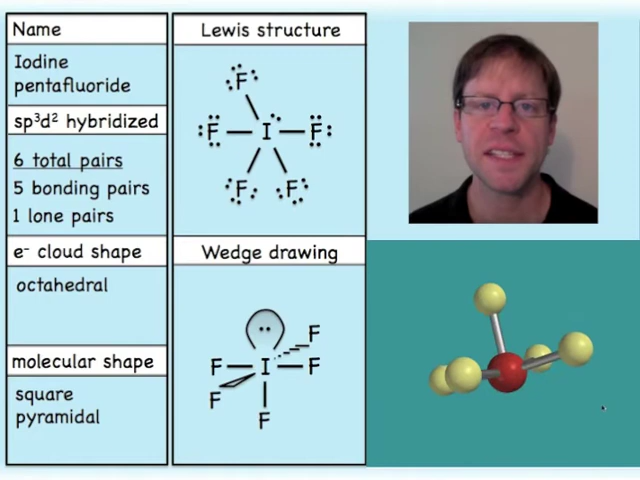 Name
Iodine
pentafluoride
sp³d² hybridized
6 total pairs
5 bonding pairs
1 lone pairs
e⁻ cloud shape
octahedral
molecular shape
square
pyramidal
Lewis structure
F
F I F
F F
Wedge drawing
F
F I F
F
F